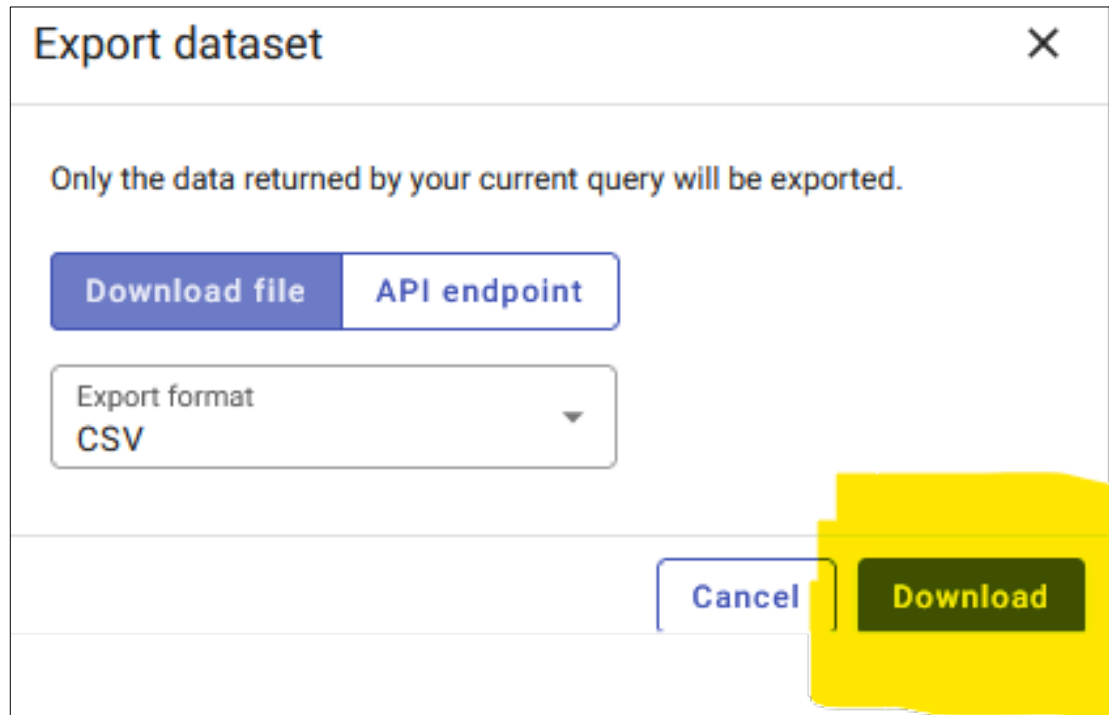 Export dataset
Only the data returned by your current query will be exported.
Download file API endpoint
Export format
CSV
Cancel Download